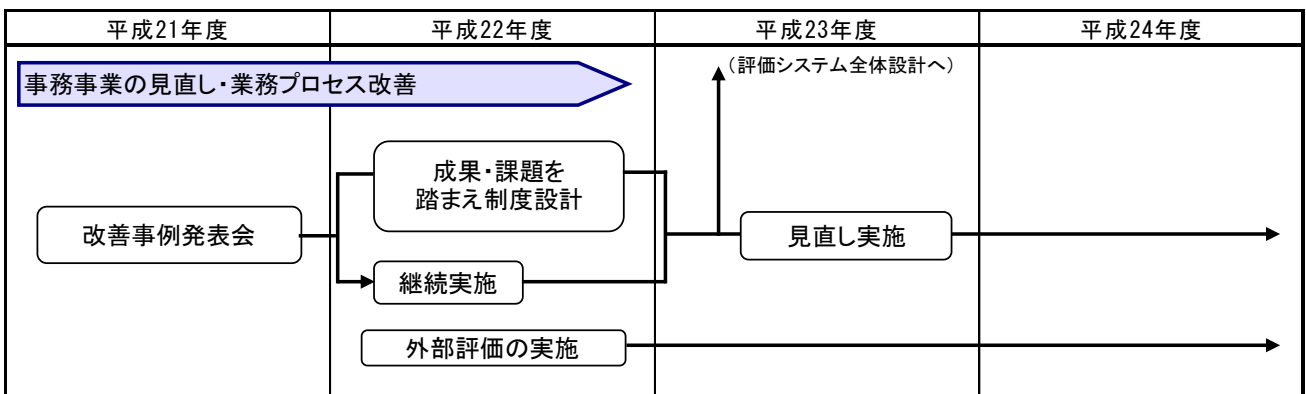 平成21年度
平成22年度
平成23年度
平成24年度
事務事業の見直し・業務プロセス改善
（評価システム全体設計へ）
成果・課題を
踏まえ制度設計
改善事例発表会
見直し実施
継続実施
外部評価の実施